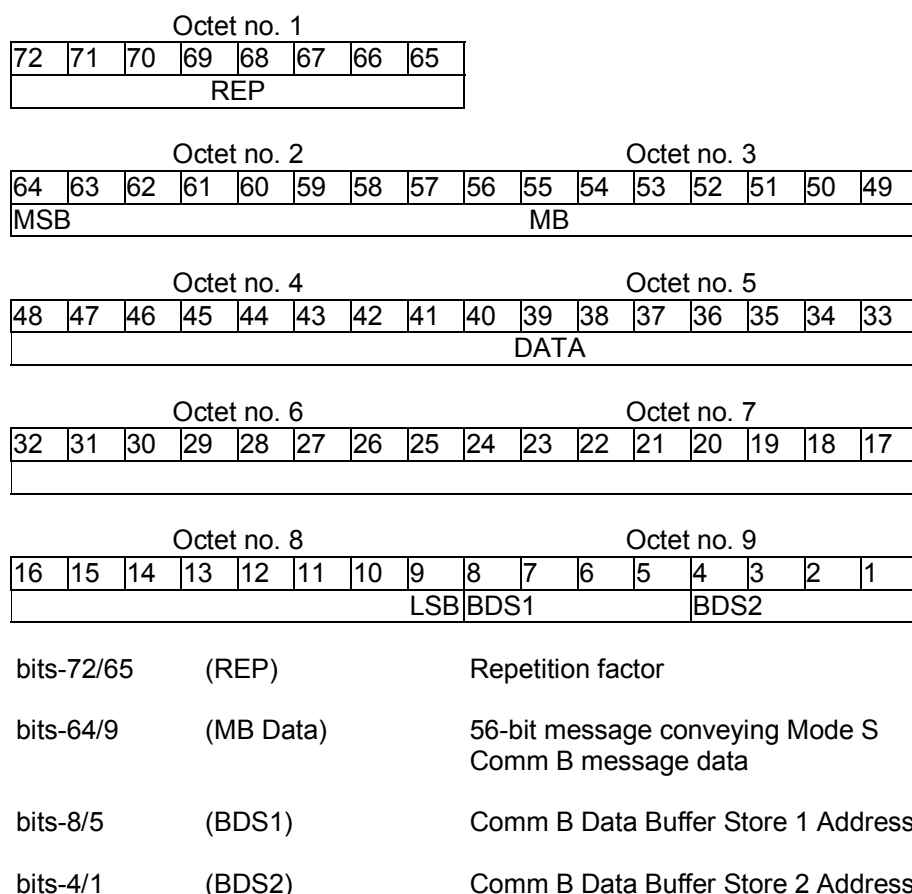 Octet no. 1
72 71 70 69 68 67 66 65
REP
Octet no. 2 Octet no. 3
64 63 62 61 60 59 58 57 56 55 54 53 52 51 50 49
MSB MB
Octet no. 4 Octet no. 5
48 47 46 45 44 43 42 41 40 39 38 37 36 35 34 33
DATA
Octet no. 6 Octet no. 7
32 31 30 29 28 27 26 25 24 23 22 21 20 19 18 17
Octet no. 8 Octet no. 9
16 15 14 13 12 11 10 9 8 7 6 5 4 3 2 1
LSB BDS1 BDS2
bits-72/65 (REP) Repetition factor
bits-64/9 (MB Data) 56-bit message conveying Mode S
Comm B message data
bits-8/5 (BDS1) Comm B Data Buffer Store 1 Address
bits-4/1 (BDS2) Comm B Data Buffer Store 2 Address